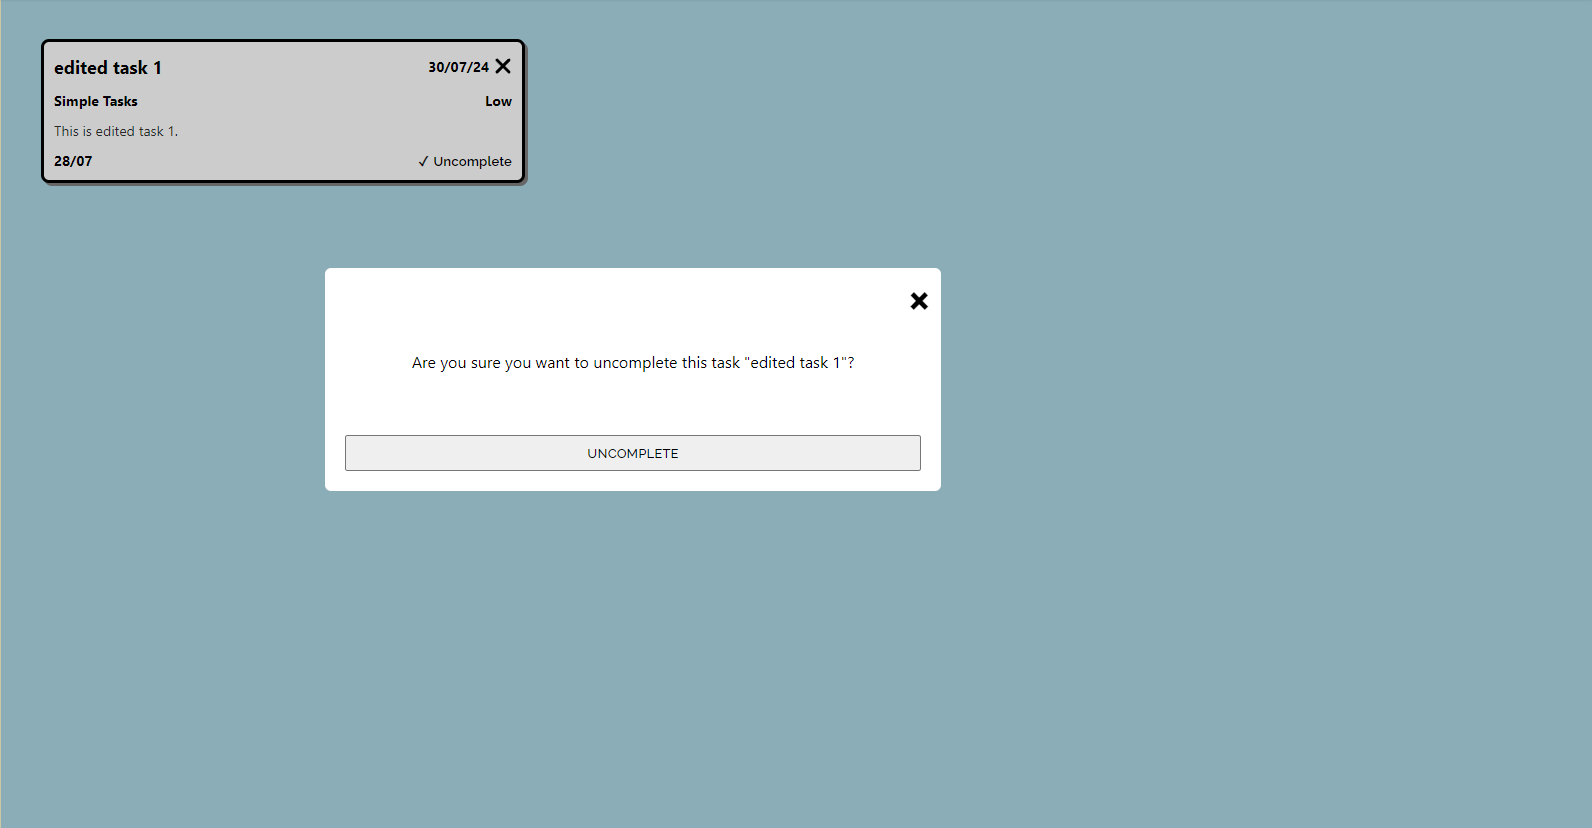 edited task 1 30/07/24
Simple Tasks Low
This is edited task 1.
28/07 ✓ Uncomplete
Are you sure you want to uncomplete this task "edited task 1"?
UNCOMPLETE